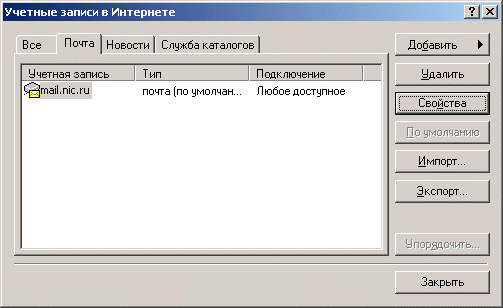 Учетные записи в Интернете
Все Почта Новости Служба каталогов
Учетная запись Тип Подключение
mail.nic.ru почта (по умолчан... Любое доступное
Добавить
Удалить
Свойства
По умолчанию
Импорт...
Экспорт...
Упорядочить...
Закрыть